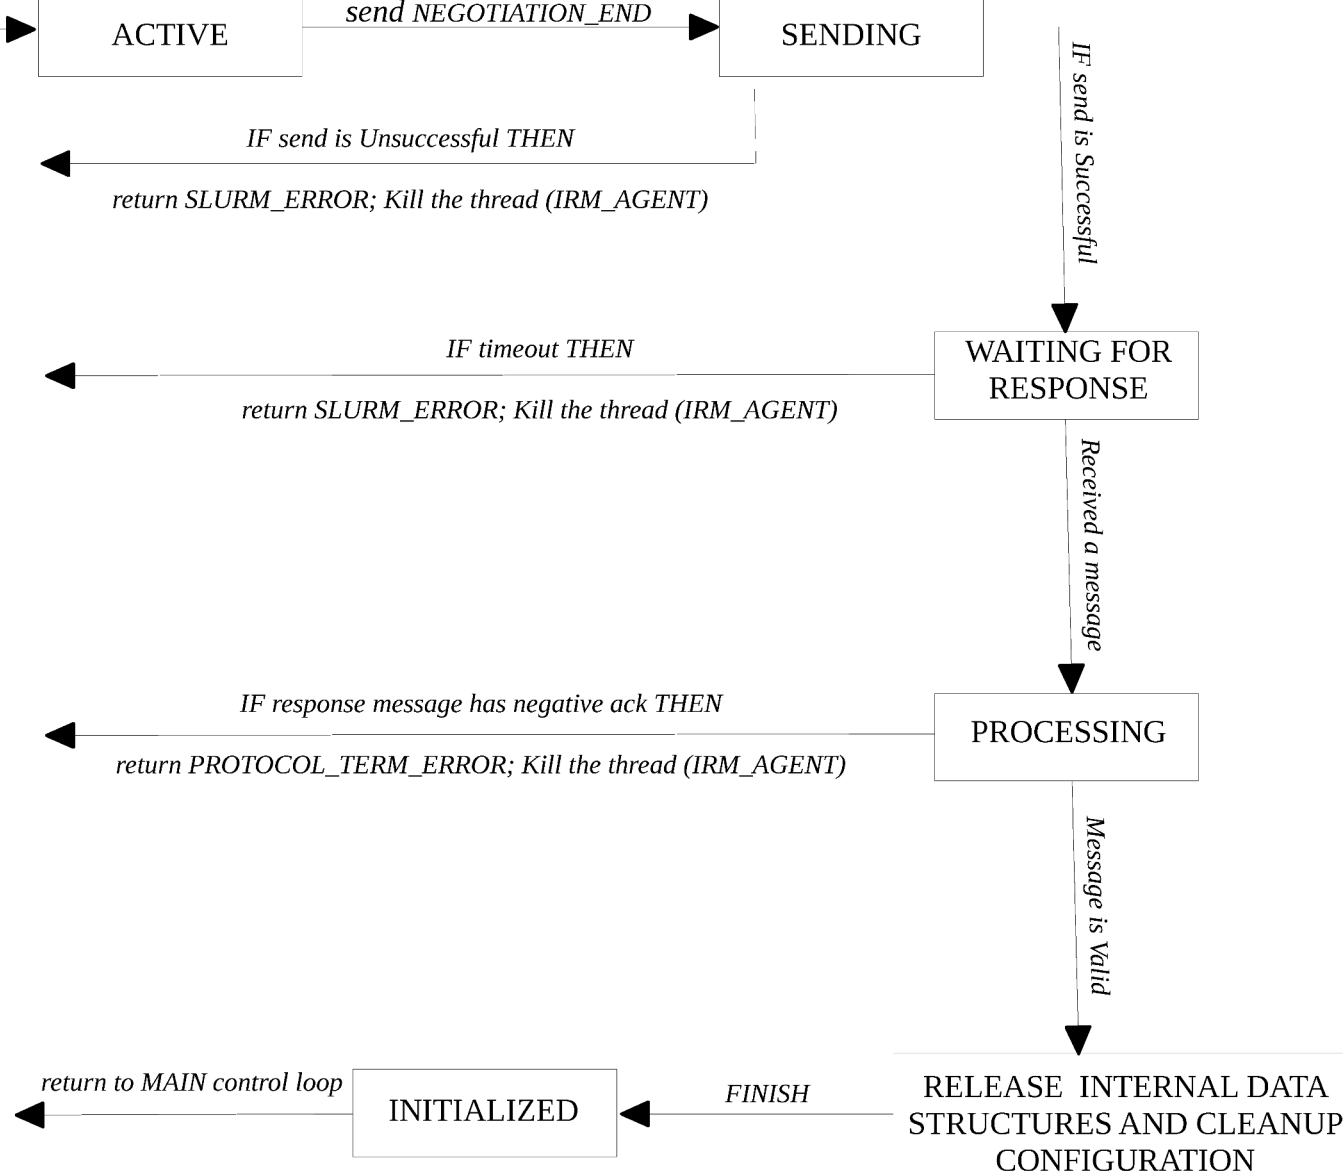 send NEGOTIATION_END
ACTIVE
SENDING
IF send is Successful
IF send is Unsuccessful THEN
return SLURM_ERROR; Kill the thread (IRM_AGENT)
IF timeout THEN
WAITING FOR
RESPONSE
return SLURM_ERROR; Kill the thread (IRM_AGENT)
Received a message
IF response message has negative ack THEN
PROCESSING
return PROTOCOL_TERM_ERROR; Kill the thread (IRM_AGENT)
Message is Valid
return to MAIN control loop
INITIALIZED
FINISH
RELEASE INTERNAL DATA
STRUCTURES AND CLEANUP
CONFIGURATION